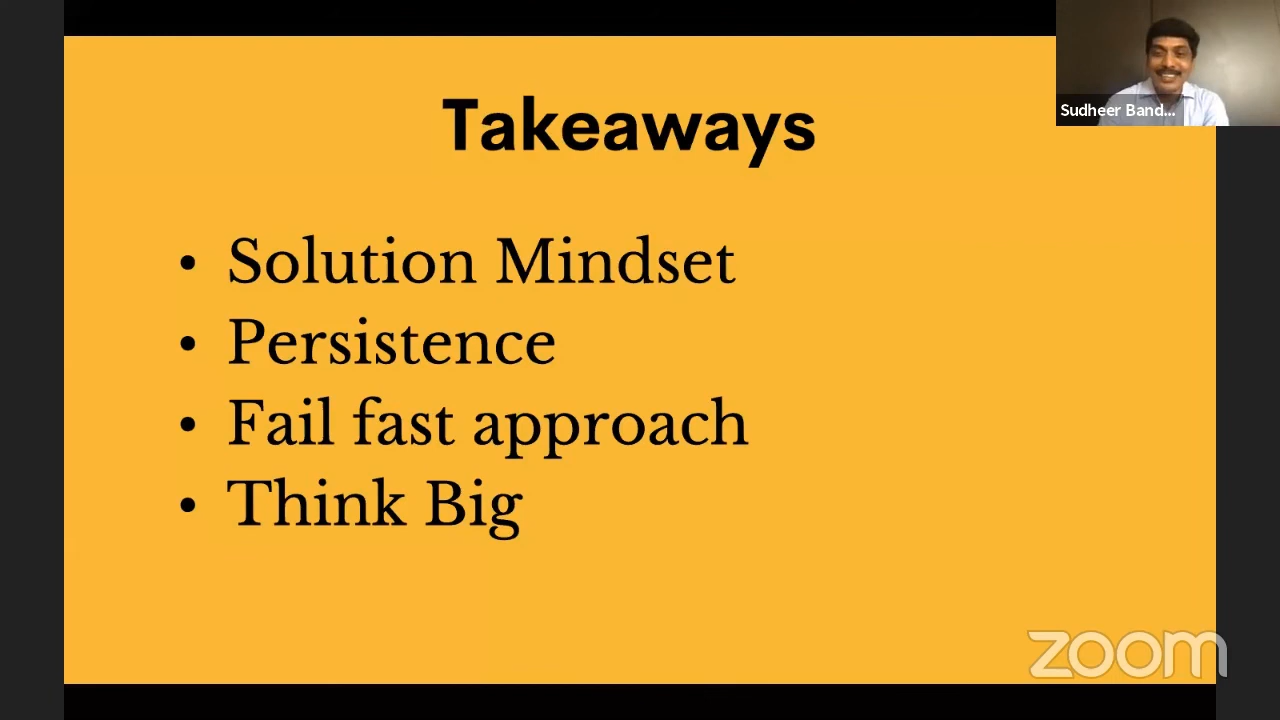 Takeaways
Sudheer Band...
• Solution Mindset
• Persistence
• Fail fast approach
• Think Big
zoom